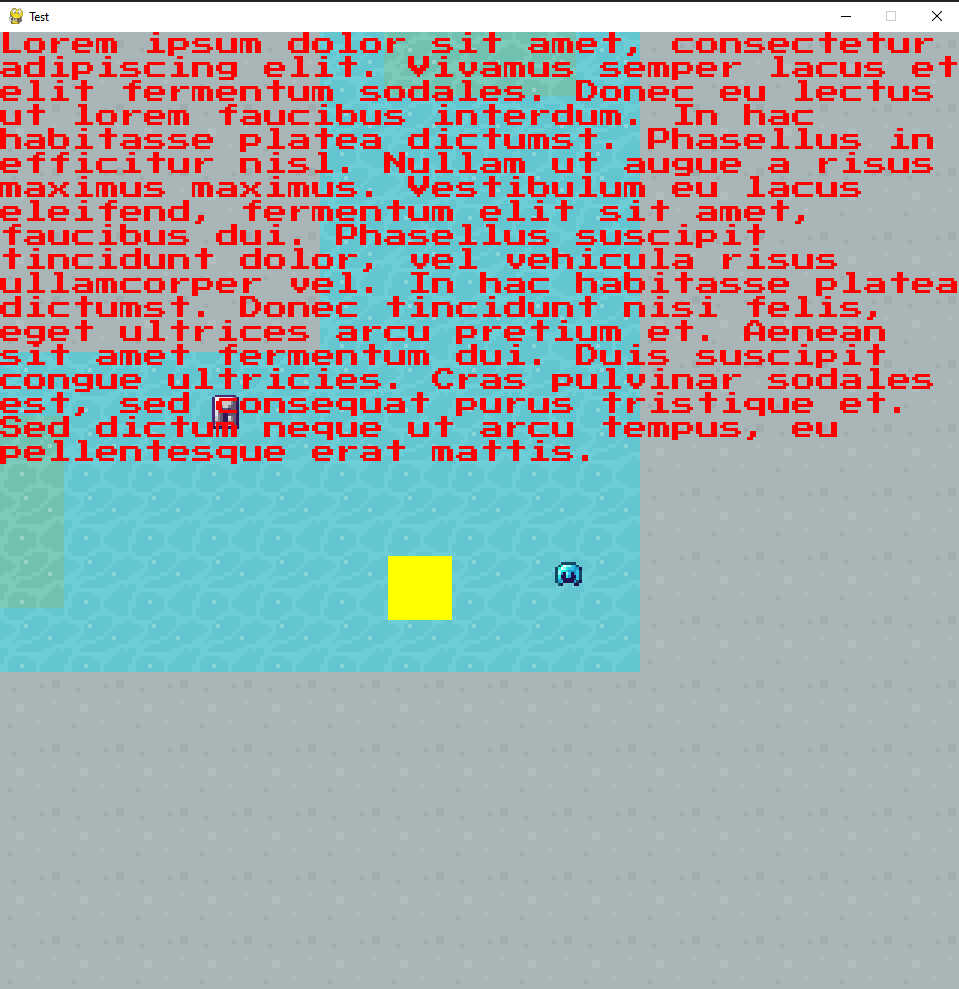 Test
Lorem ipsum dolor sit amet, consectetur
adipiscing elit. Vivamus semper lacus et
elit fermentum sodales. Donec eu lectus
ut lorem faucibus interdum. In hac
habitasse platea dictumst. Phasellus in
efficitur nisl. Nullam ut augue a risus
maximus maximus. Vestibulum eu lacus
eleifend, fermentum elit sit amet,
faucibus dui. Phasellus suscipit
tincidunt dolor, vel vehicula risus
ullamcorper vel. In hac habitasse platea
dictumst. Donec tincidunt nisi felis,
eget ultrices arcu pretium et. Aenean
sit amet fermentum dui. Duis suscipit
congue ultricies. Cras pulvinar sodales
est, sed consequat purus tristique et.
Sed dictum neque ut arcu tempus, eu
pellentesque erat mattis.